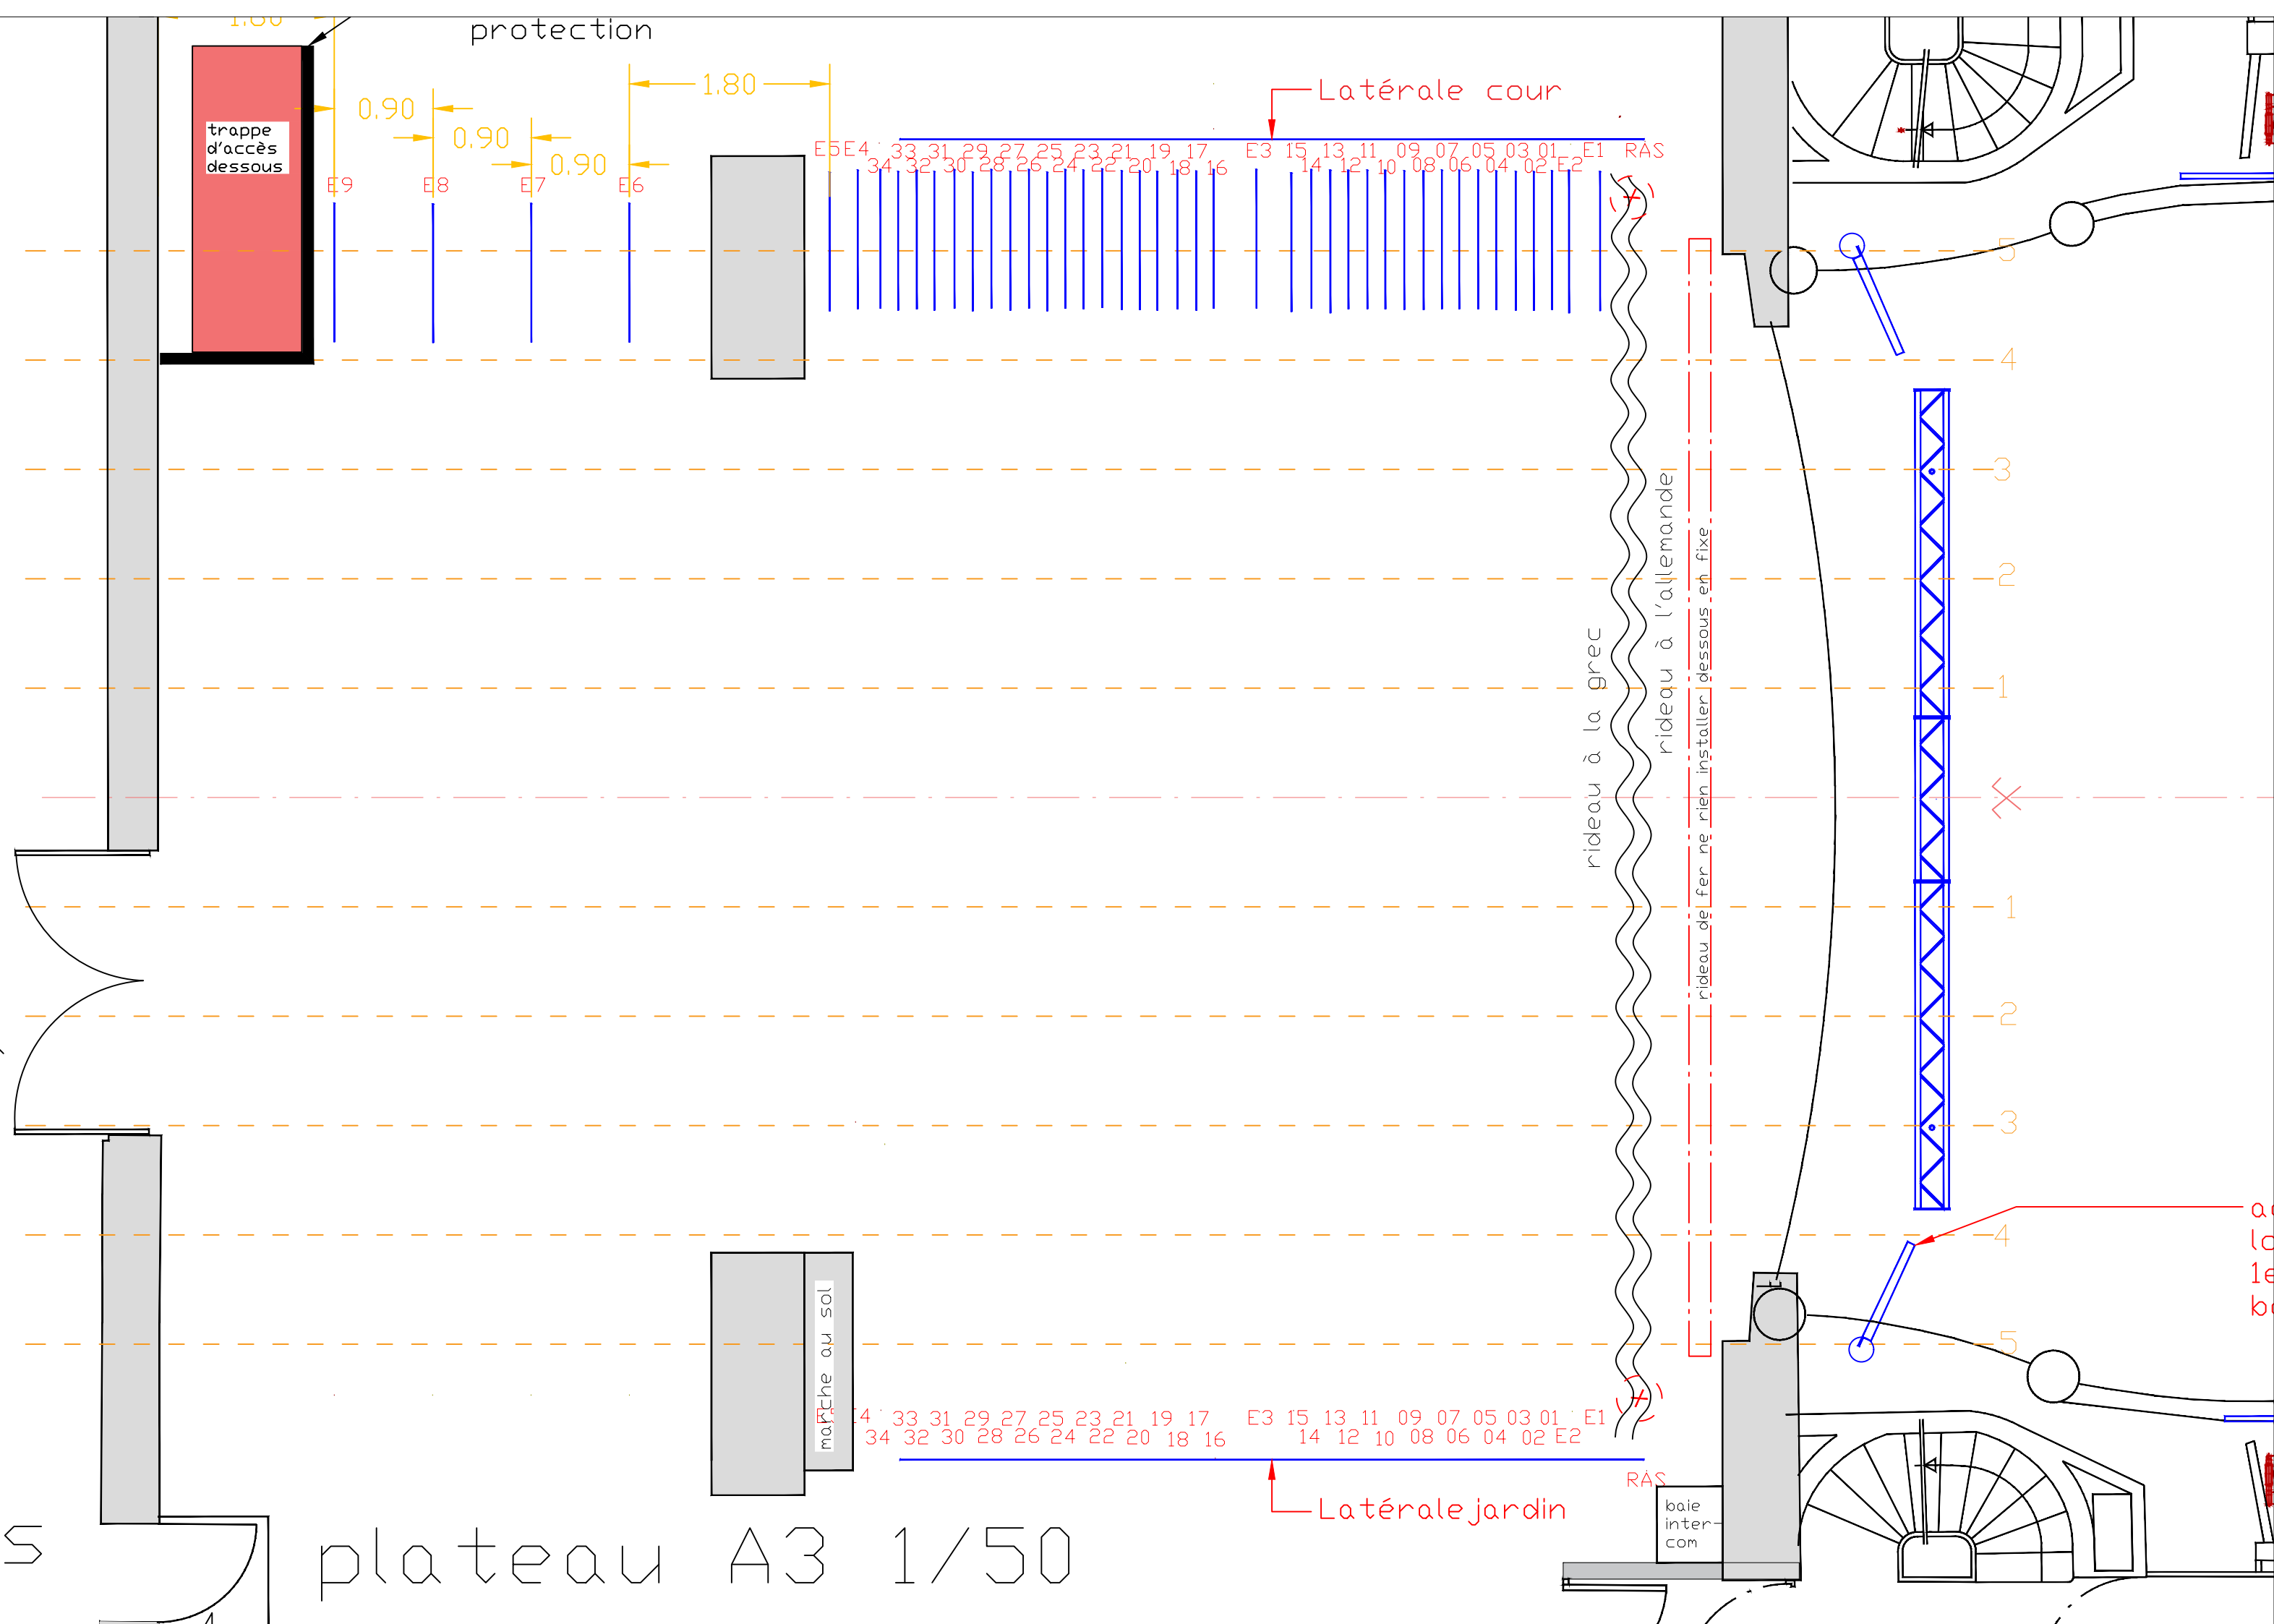 1.80
protection
1.80
Latérale cour
0.90
0.90
0.90
trappe
d'accès
dessous
E5 E4 33 31 29 27 25 23 21 19 17 E3 15 13 11 09 07 05 03 01 E1 RAS
34 32 30 28 26 24 22 20 18 16 14 12 10 08 06 04 02 E2
E9 E8 E7 E6
5
4
3
2
1
rideau à la grec
rideau à l'allemande
rideau de fer ne rien installer dessous en fixe
1
2
3
4
5
marche au sol
33 31 29 27 25 23 21 19 17 E3 15 13 11 09 07 05 03 01 E1
34 32 30 28 26 24 22 20 18 16 14 12 10 08 06 04 02 E2
RAS
Latérale jardin
baie
inter-
com
plateau A3 1/50